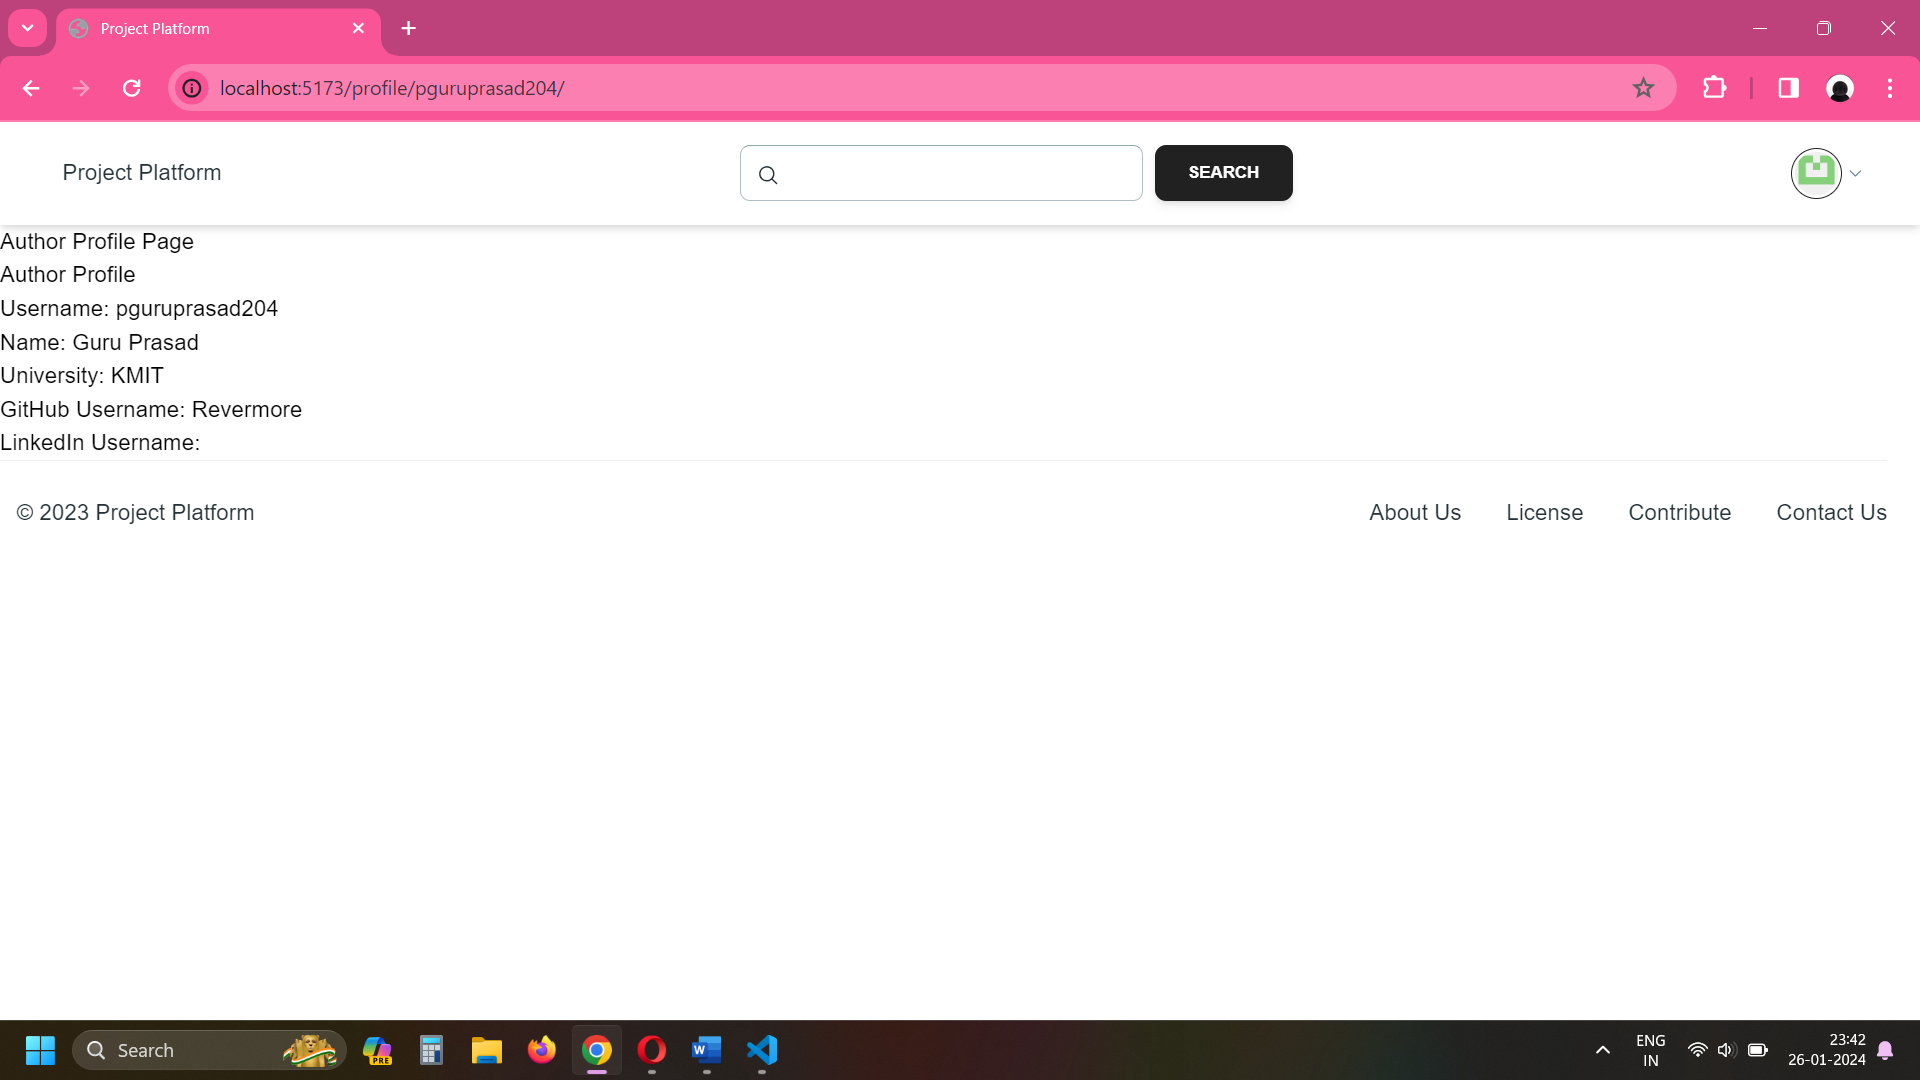 Project Platform
localhost:5173/profile/pguruprasad204/
Project Platform
SEARCH
Author Profile Page
Author Profile
Username: pguruprasad204
Name: Guru Prasad
University: KMIT
GitHub Username: Revermore
LinkedIn Username:
© 2023 Project Platform
About Us
License
Contribute
Contact Us
Search
PRE
W
ENG
IN
23:42
26-01-2024